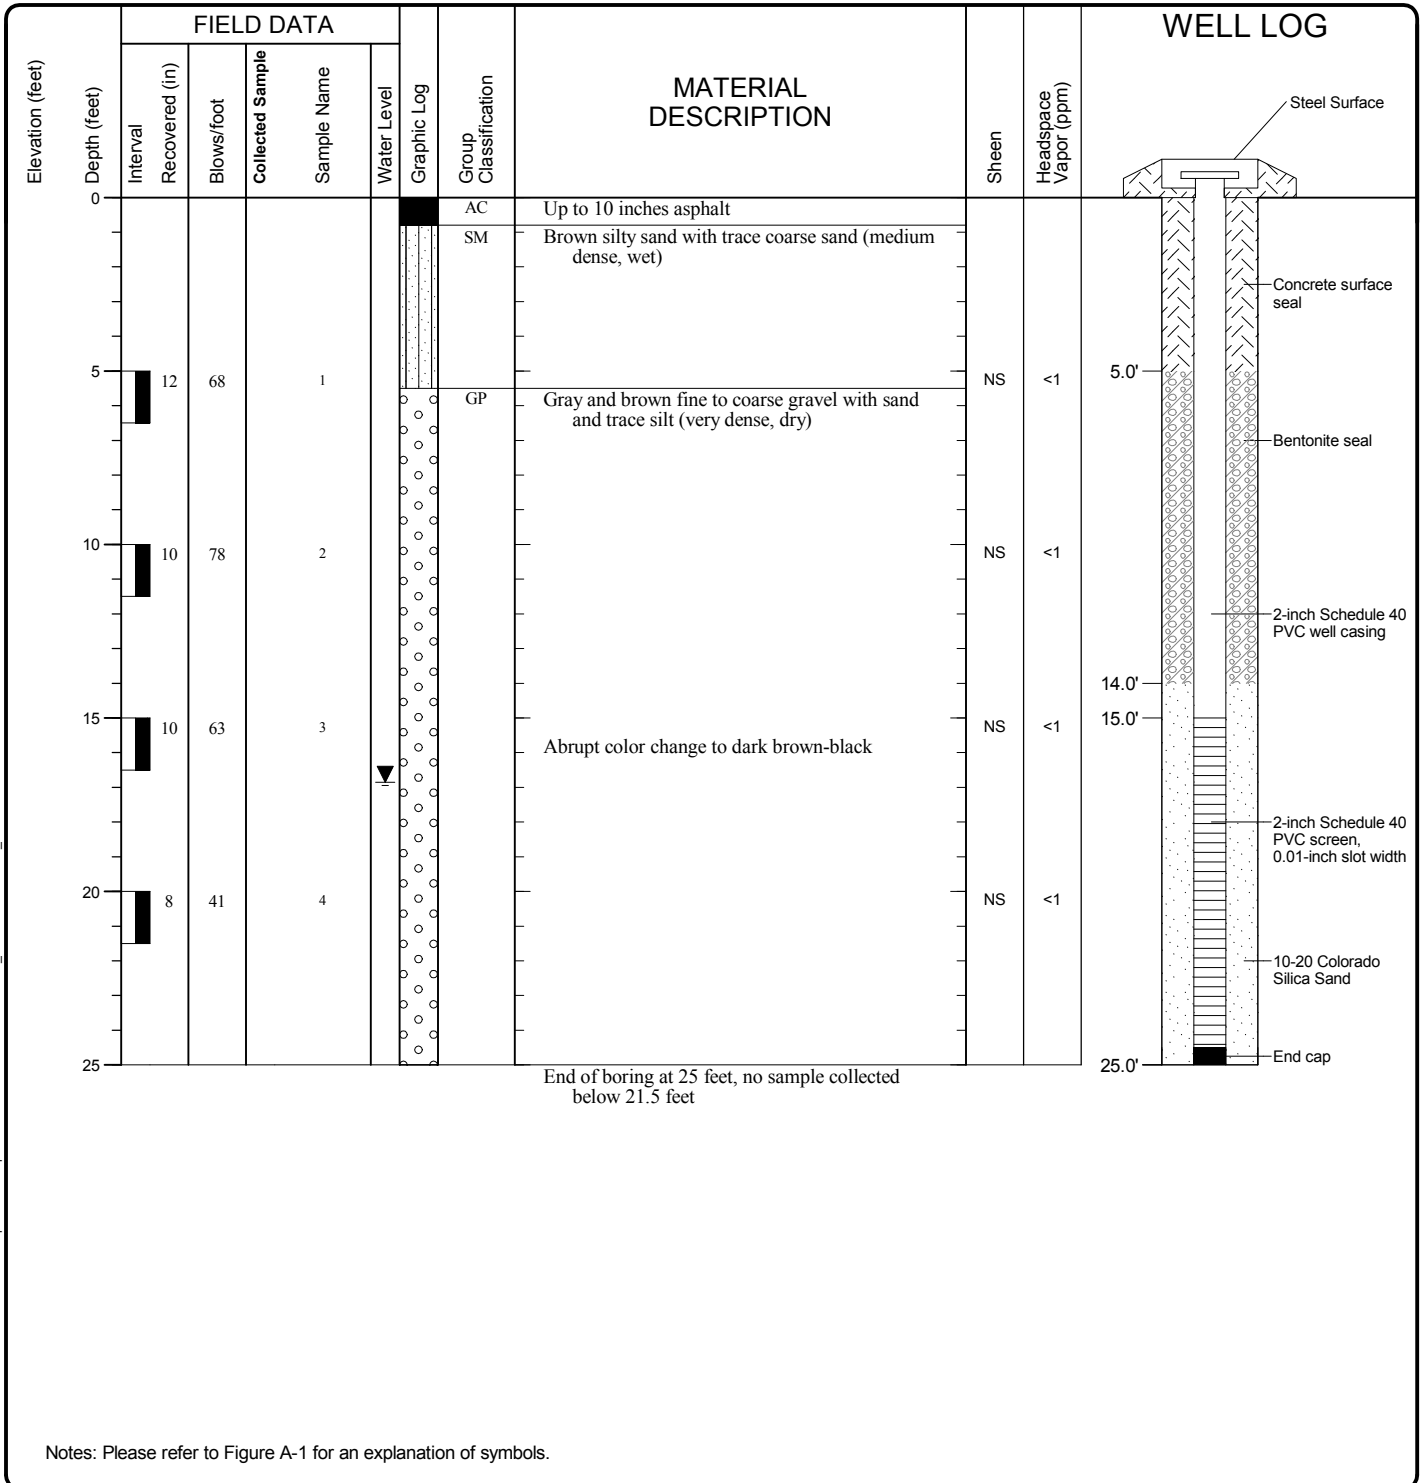 FIELD DATA
WELL LOG
Elevation (feet)
Depth (feet)
Interval
Recovered (in)
Blows/foot
Collected Sample
Sample Name
Water Level
Graphic Log
Group
Classification
MATERIAL
DESCRIPTION
Sheen
Headspace
Vapor (ppm)
Steel Surface
0
AC
Up to 10 inches asphalt
SM
Brown silty sand with trace coarse sand (medium
dense, wet)
Concrete surface
seal
5
12
68
1
NS
<1
5.0'
GP
Gray and brown fine to coarse gravel with sand
and trace silt (very dense, dry)
Bentonite seal
10
10
78
2
NS
<1
2-inch Schedule 40
PVC well casing
14.0'
15
10
63
3
NS
<1
15.0'
Abrupt color change to dark brown-black
2-inch Schedule 40
PVC screen,
0.01-inch slot width
20
8
41
4
NS
<1
10-20 Colorado
Silica Sand
25
25.0'
End cap
End of boring at 25 feet, no sample collected
below 21.5 feet
Notes: Please refer to Figure A-1 for an explanation of symbols.